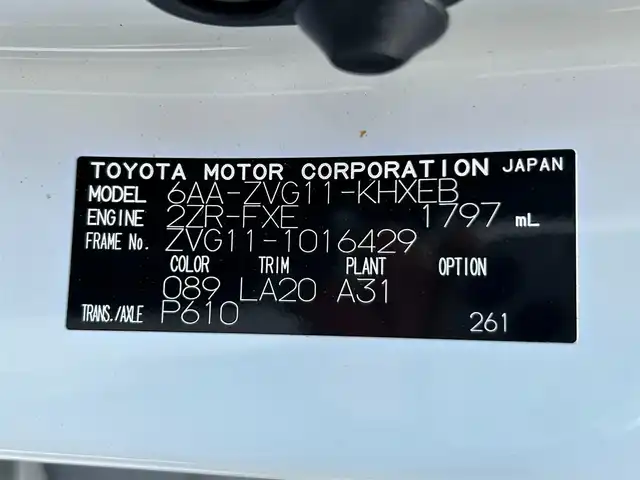 TOYOTA MOTOR CORPORATION JAPAN
MODEL 6AA-ZVG11-KHXEB
ENGINE 2ZR-FXE 1797 mL
FRAME No. ZVG11-1016429
COLOR TRIM PLANT OPTION
089 LA20 A31
TRANS./AXLE P610 261